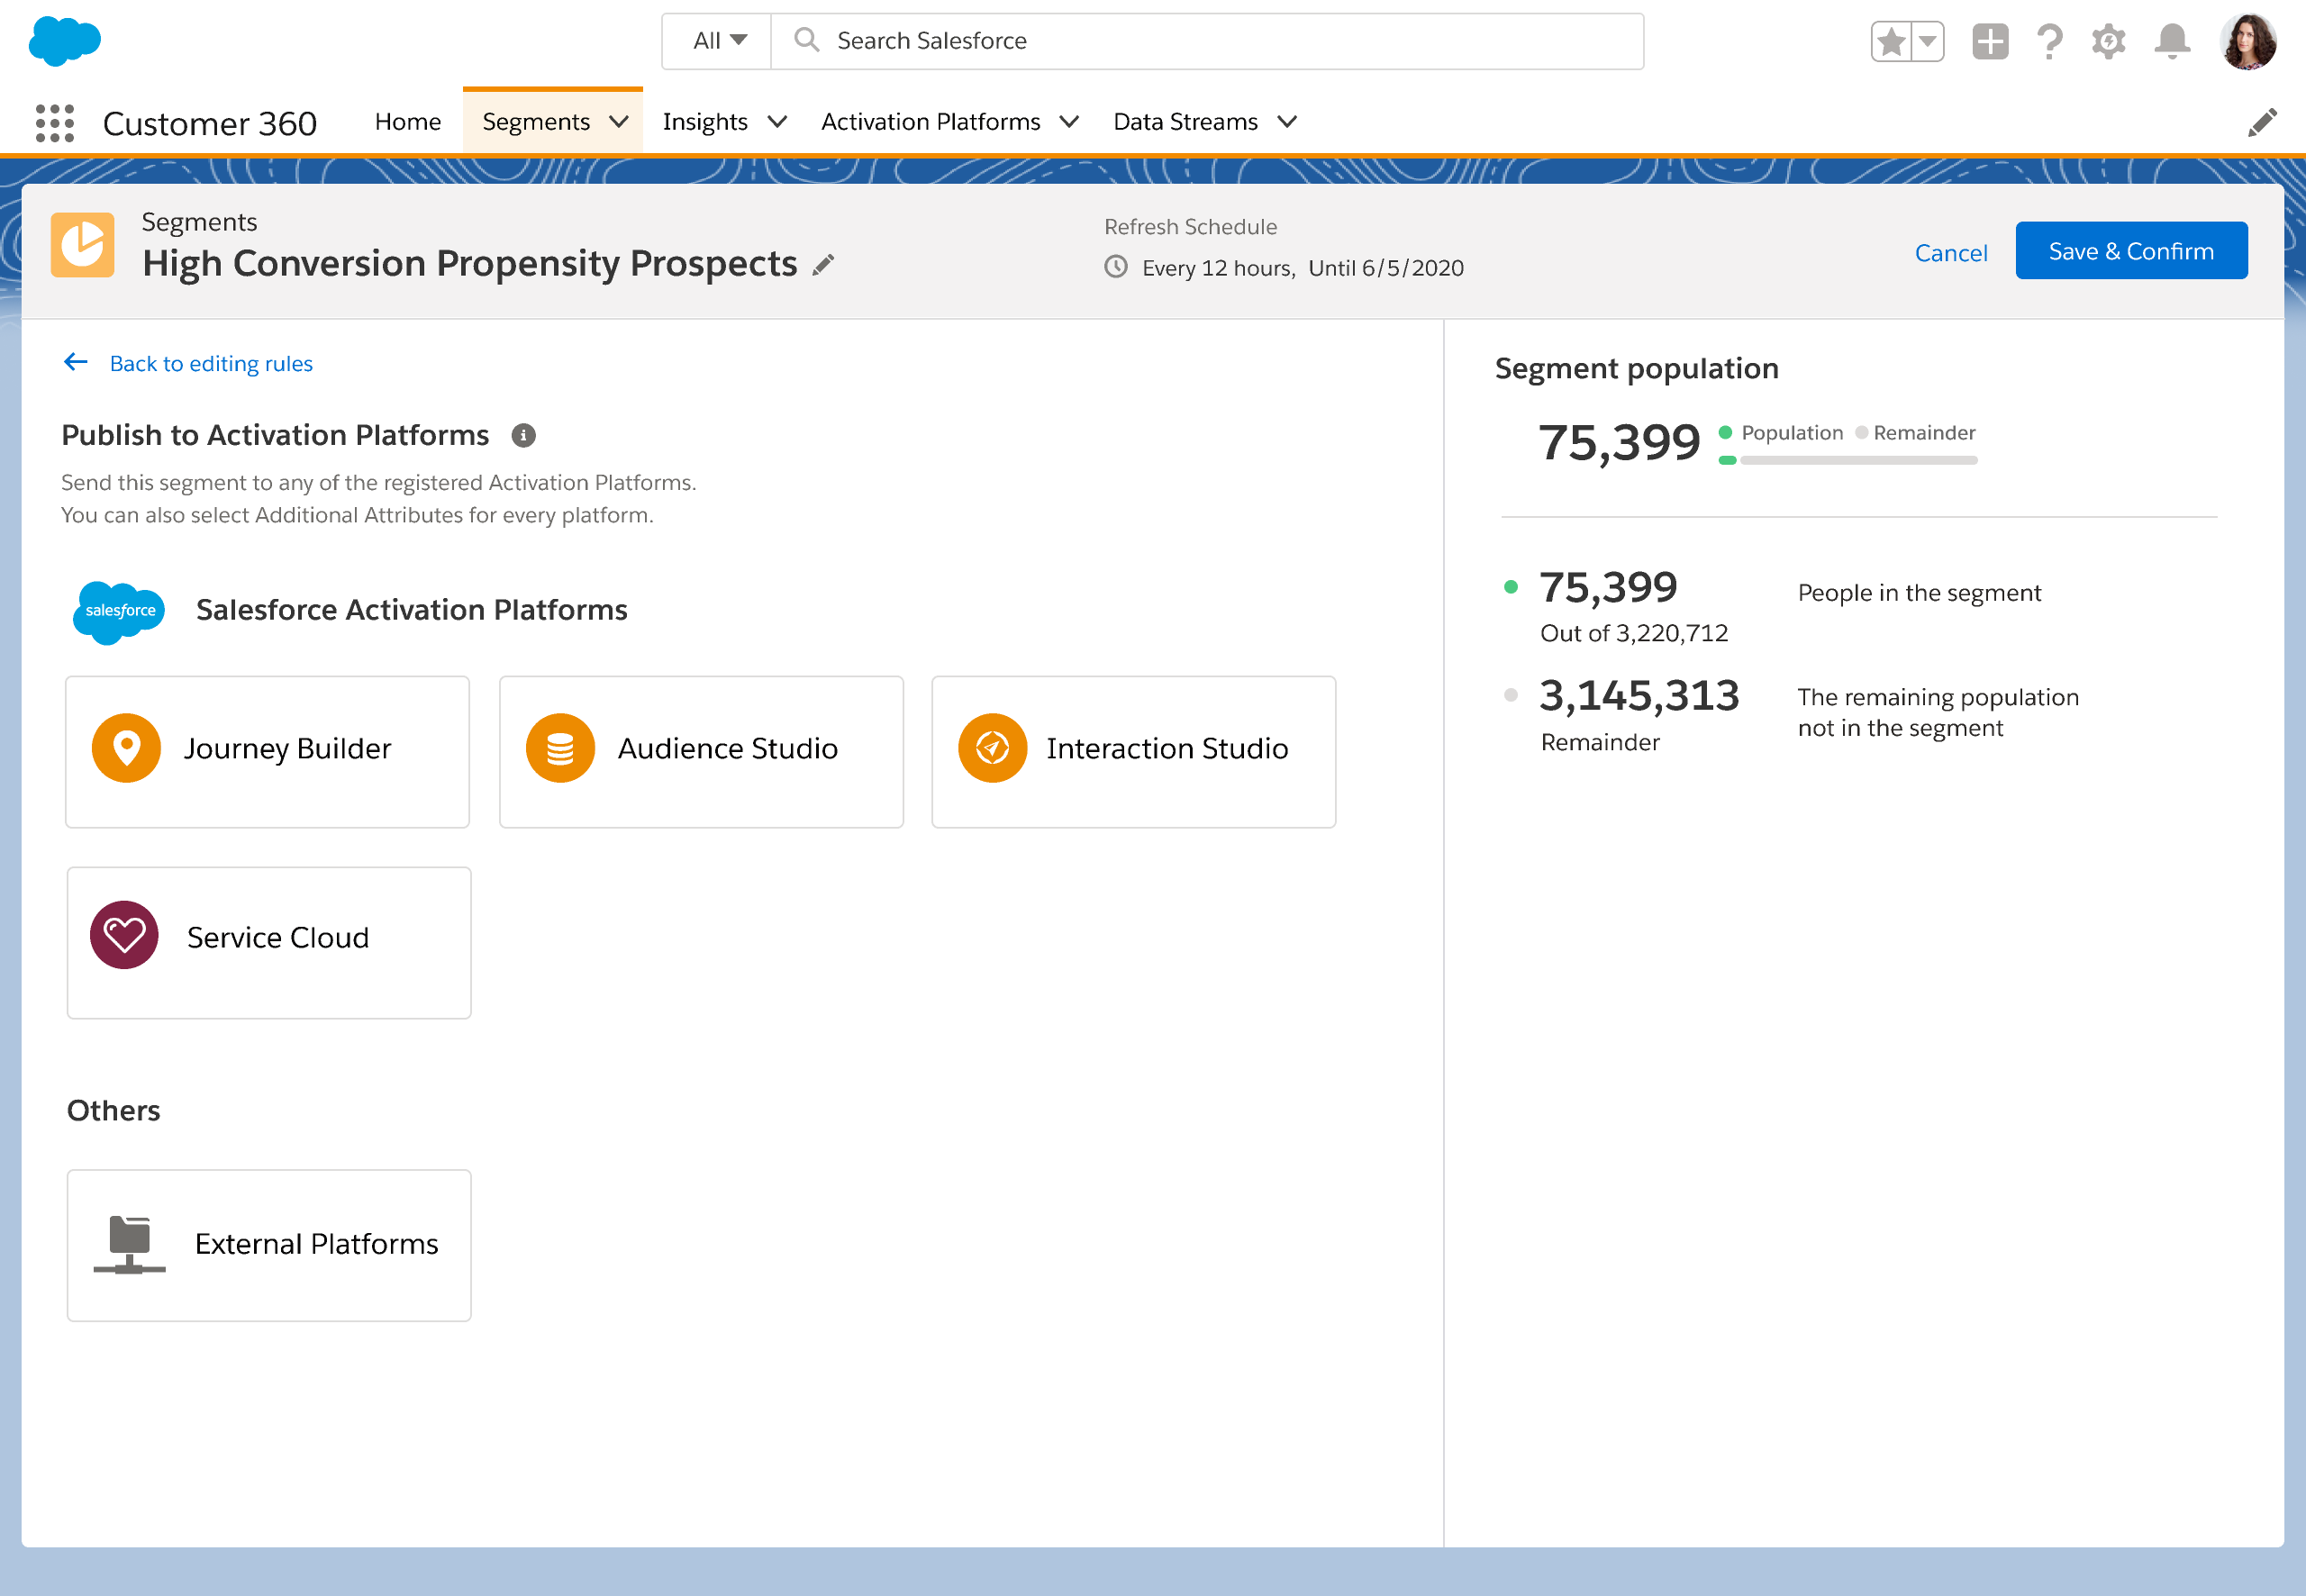 All
Search Salesforce
Customer 360
Home
Segments
Insights
Activation Platforms
Data Streams
Segments
High Conversion Propensity Prospects
Refresh Schedule
Every 12 hours, Until 6/5/2020
Cancel
Save & Confirm
Back to editing rules
Publish to Activation Platforms
Send this segment to any of the registered Activation Platforms.
You can also select Additional Attributes for every platform.
salesforce
Salesforce Activation Platforms
Journey Builder
Audience Studio
Interaction Studio
Service Cloud
Others
External Platforms
Segment population
75,399
Population
Remainder
75,399
Out of 3,220,712
People in the segment
3,145,313
Remainder
The remaining population
not in the segment